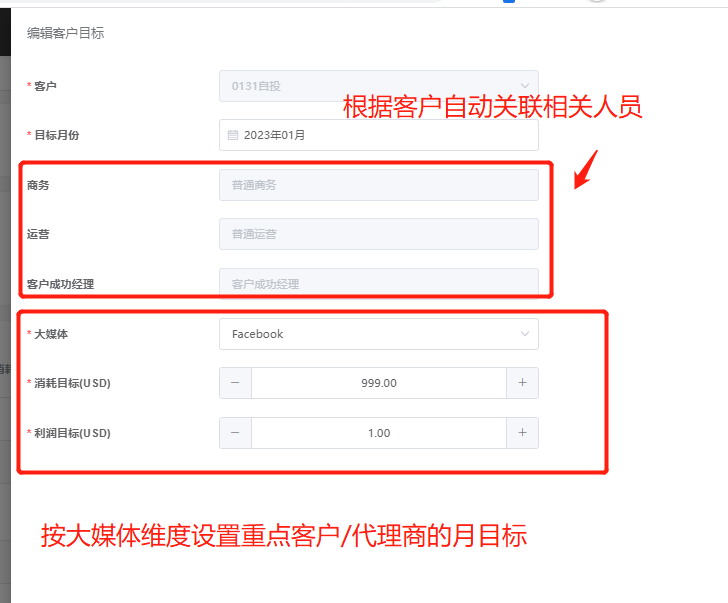 编辑客户目标
* 客户 0131自投
根据客户自动关联相关人员
* 目标月份 2023年01月
商务 普通商务
运营 普通运营
客户成功经理 客户成功经理
* 大媒体 Facebook
* 消耗目标(USD) − 999.00 +
* 利润目标(USD) − 1.00 +
按大媒体维度设置重点客户/代理商的月目标